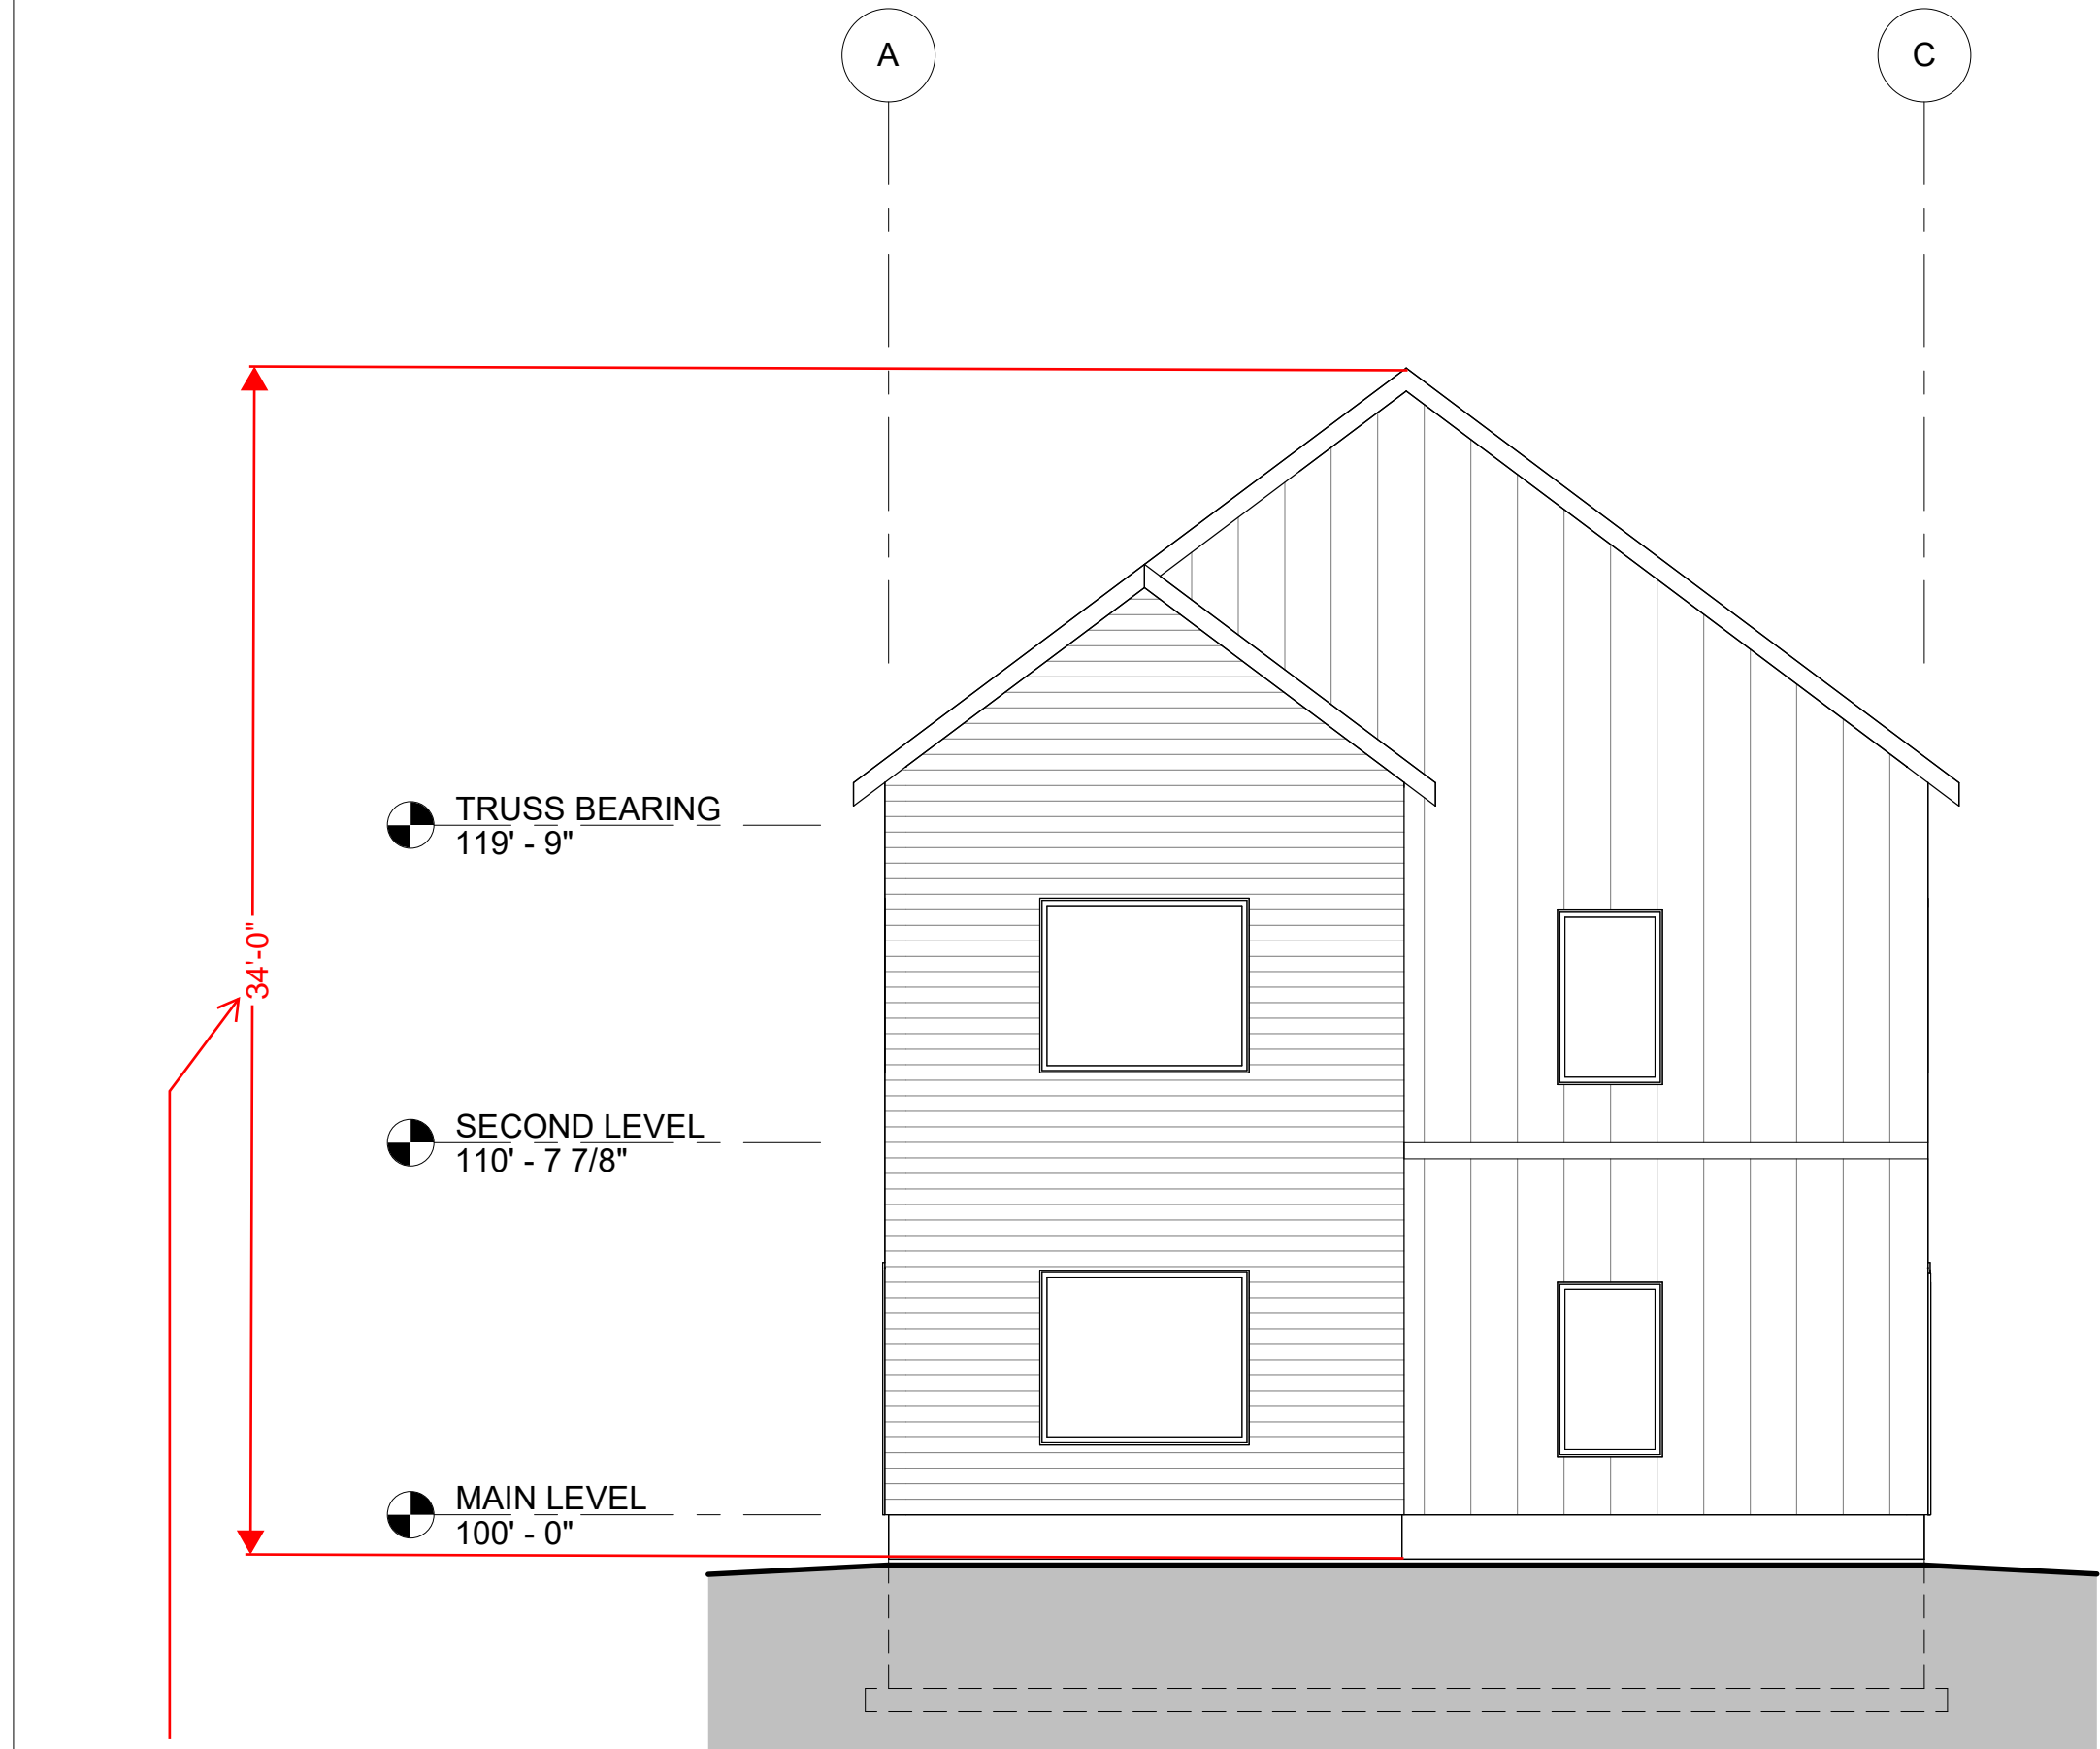 A
C
TRUSS BEARING
119' - 9"
34'-0"
SECOND LEVEL
110' - 7 7/8"
MAIN LEVEL
100' - 0"